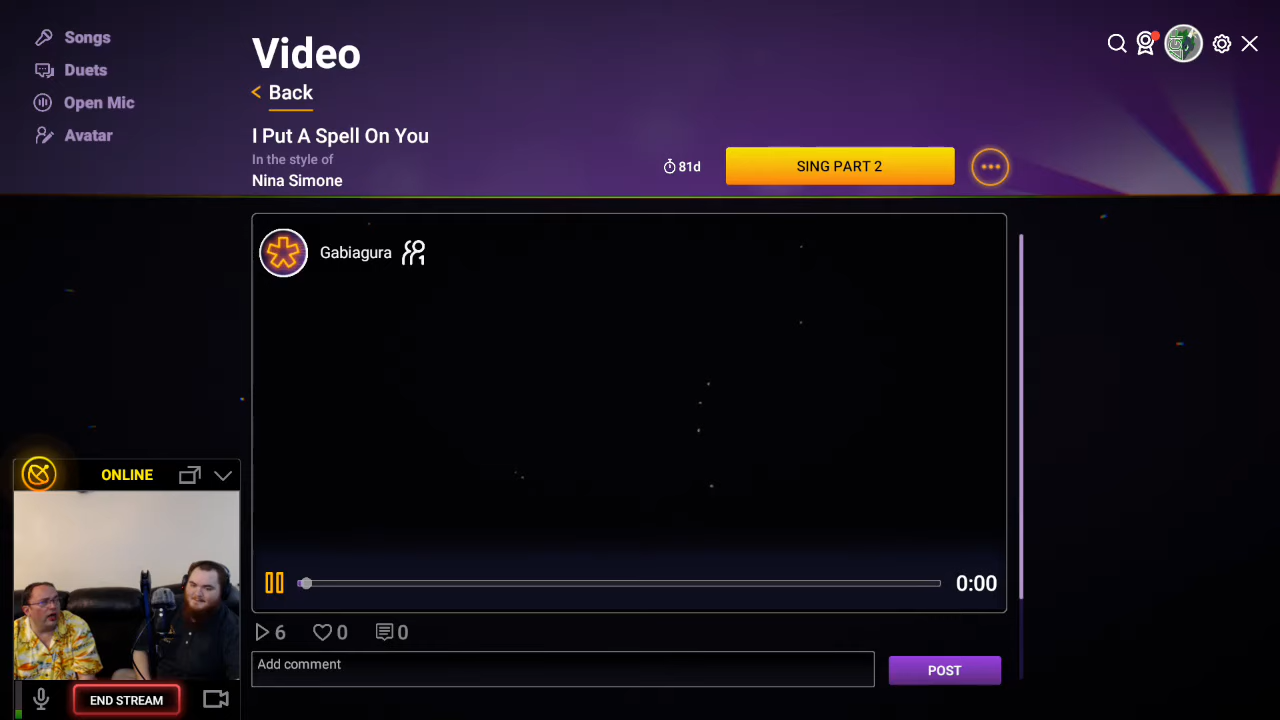 Songs
Duets
Open Mic
Avatar
Video
Back
I Put A Spell On You
In the style of
Nina Simone
81d
SING PART 2
Gabiagura
0:00
6
0
0
Add comment
POST
ONLINE
END STREAM